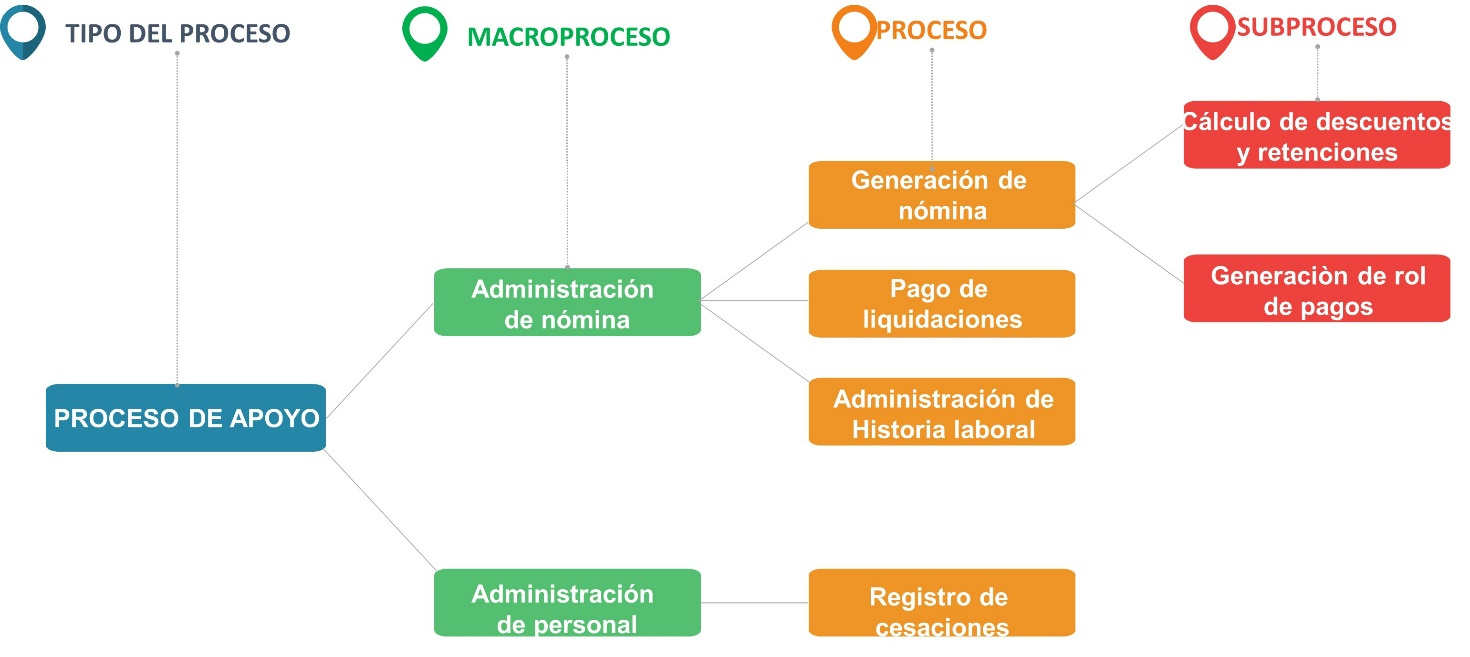 TIPO DEL PROCESO
MACROPROCESO
PROCESO
SUBPROCESO
Cálculo de descuentos
y retenciones
Generación de
nómina
Generaciòn de rol
de pagos
Administración
de nómina
Pago de
liquidaciones
Administración de
Historia laboral
PROCESO DE APOYO
Administración
de personal
Registro de
cesaciones